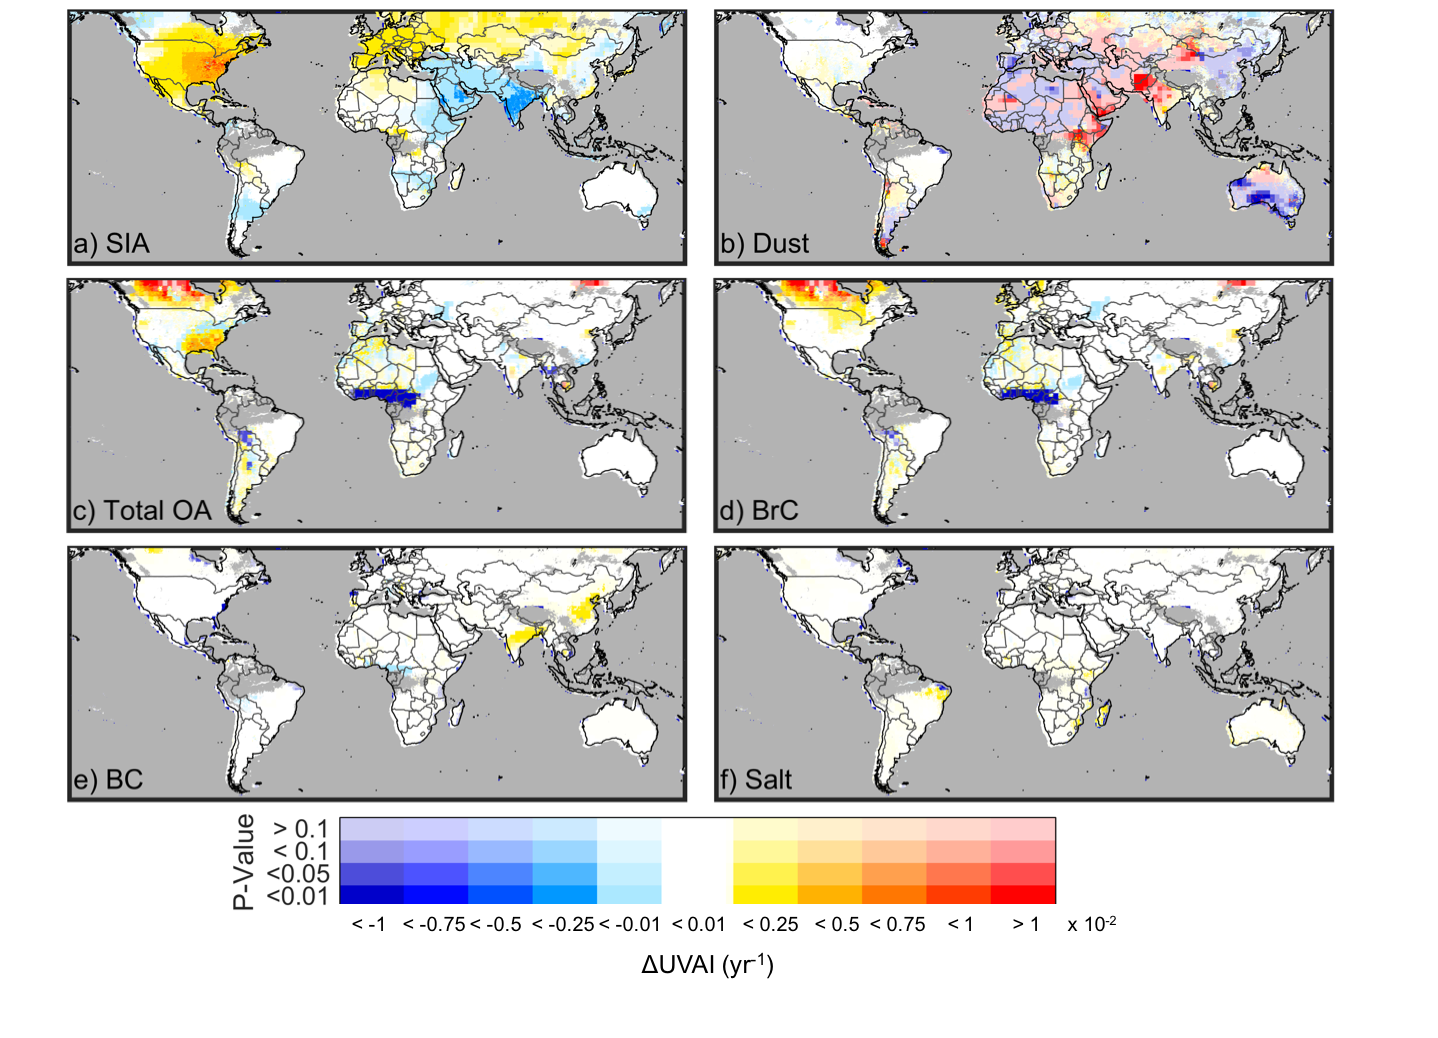 a) SIA
b) Dust
c) Total OA
d) BrC
e) BC
f) Salt
P-Value
> 0.1
< 0.1
<0.05
<0.01
< -1 < -0.75 < -0.5 < -0.25 < -0.01 < 0.01 < 0.25 < 0.5 < 0.75 < 1 > 1 x 10⁻²
ΔUVAI (yr⁻¹)